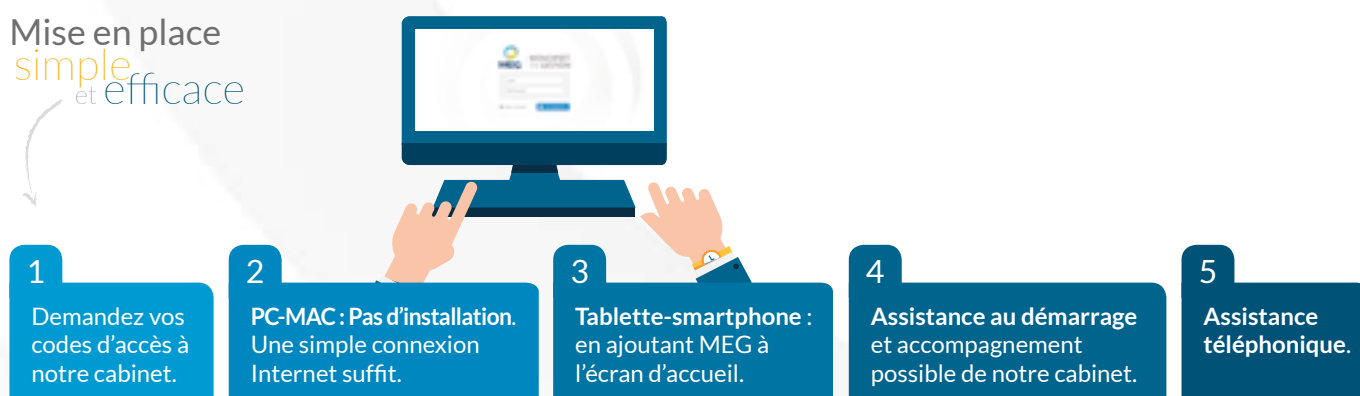 Mise en place
simple
et efficace
MEG
1
Demandez vos
codes d’accès à
notre cabinet.
2
PC-MAC : Pas d’installation.
Une simple connexion
Internet suffit.
3
Tablette-smartphone :
en ajoutant MEG à
l’écran d’accueil.
4
Assistance au démarrage
et accompagnement
possible de notre cabinet.
5
Assistance
téléphonique.